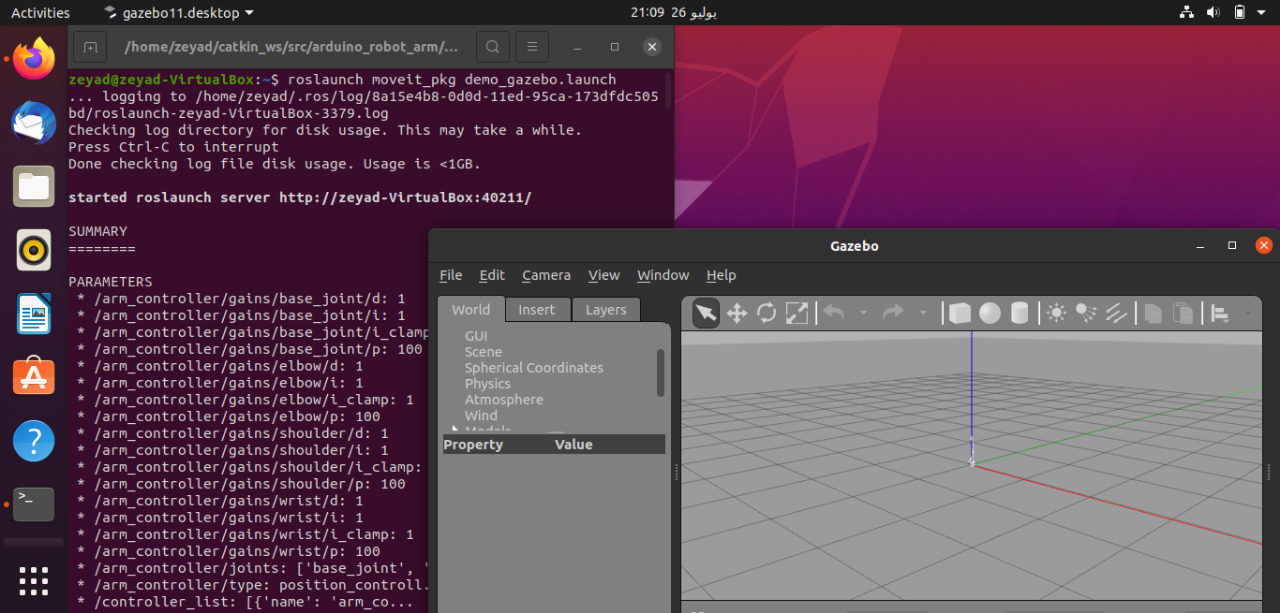 Activities
gazebo11.desktop
21:09 26 يوليو
/home/zeyad/catkin_ws/src/arduino_robot_arm/...
zeyad@zeyad-VirtualBox:~$ roslaunch moveit_pkg demo_gazebo.launch
... logging to /home/zeyad/.ros/log/8a15e4b8-0d0d-11ed-95ca-173dfdc505
bd/roslaunch-zeyad-VirtualBox-3379.log
Checking log directory for disk usage. This may take a while.
Press Ctrl-C to interrupt
Done checking log file disk usage. Usage is <1GB.
started roslaunch server http://zeyad-VirtualBox:40211/
SUMMARY
========
PARAMETERS
* /arm_controller/gains/base_joint/d: 1
* /arm_controller/gains/base_joint/i: 1
* /arm_controller/gains/base_joint/i_clamp
* /arm_controller/gains/base_joint/p: 100
* /arm_controller/gains/elbow/d: 1
* /arm_controller/gains/elbow/i: 1
* /arm_controller/gains/elbow/i_clamp: 1
* /arm_controller/gains/elbow/p: 100
* /arm_controller/gains/shoulder/d: 1
* /arm_controller/gains/shoulder/i: 1
* /arm_controller/gains/shoulder/i_clamp:
* /arm_controller/gains/shoulder/p: 100
* /arm_controller/gains/wrist/d: 1
* /arm_controller/gains/wrist/i: 1
* /arm_controller/gains/wrist/i_clamp: 1
* /arm_controller/gains/wrist/p: 100
* /arm_controller/joints: ['base_joint', '
* /arm_controller/type: position_controll.
* /controller_list: [{'name': 'arm_co...
Gazebo
File Edit Camera View Window Help
World Insert Layers
GUI
Scene
Spherical Coordinates
Physics
Atmosphere
Wind
Models
Property Value